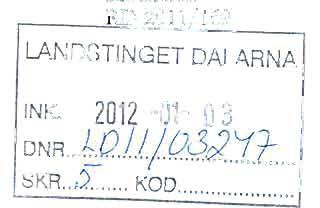 LANDSTINGET DALARNA
INK. 2012 -01- 03
DNR. LD11/03247
SKR. 5 KOD